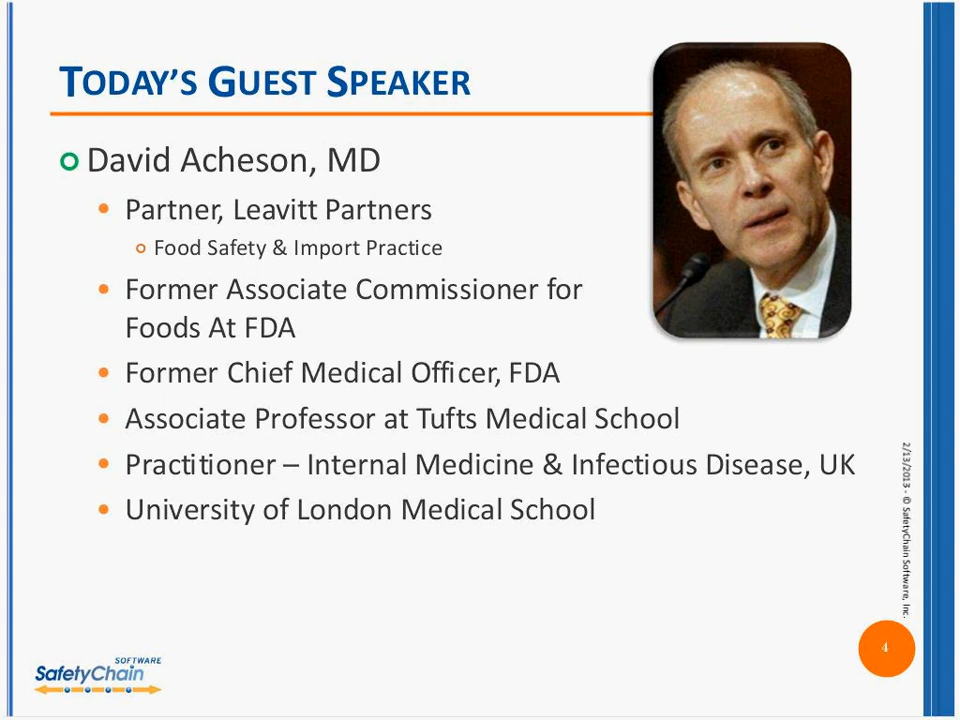 TODAY'S GUEST SPEAKER
David Acheson, MD
Partner, Leavitt Partners
Food Safety & Import Practice
Former Associate Commissioner for
Foods At FDA
Former Chief Medical Officer, FDA
Associate Professor at Tufts Medical School
Practitioner – Internal Medicine & Infectious Disease, UK
University of London Medical School
2/13/2013 - © SafetyChain Software, Inc.
4
SOFTWARE
SafetyChain